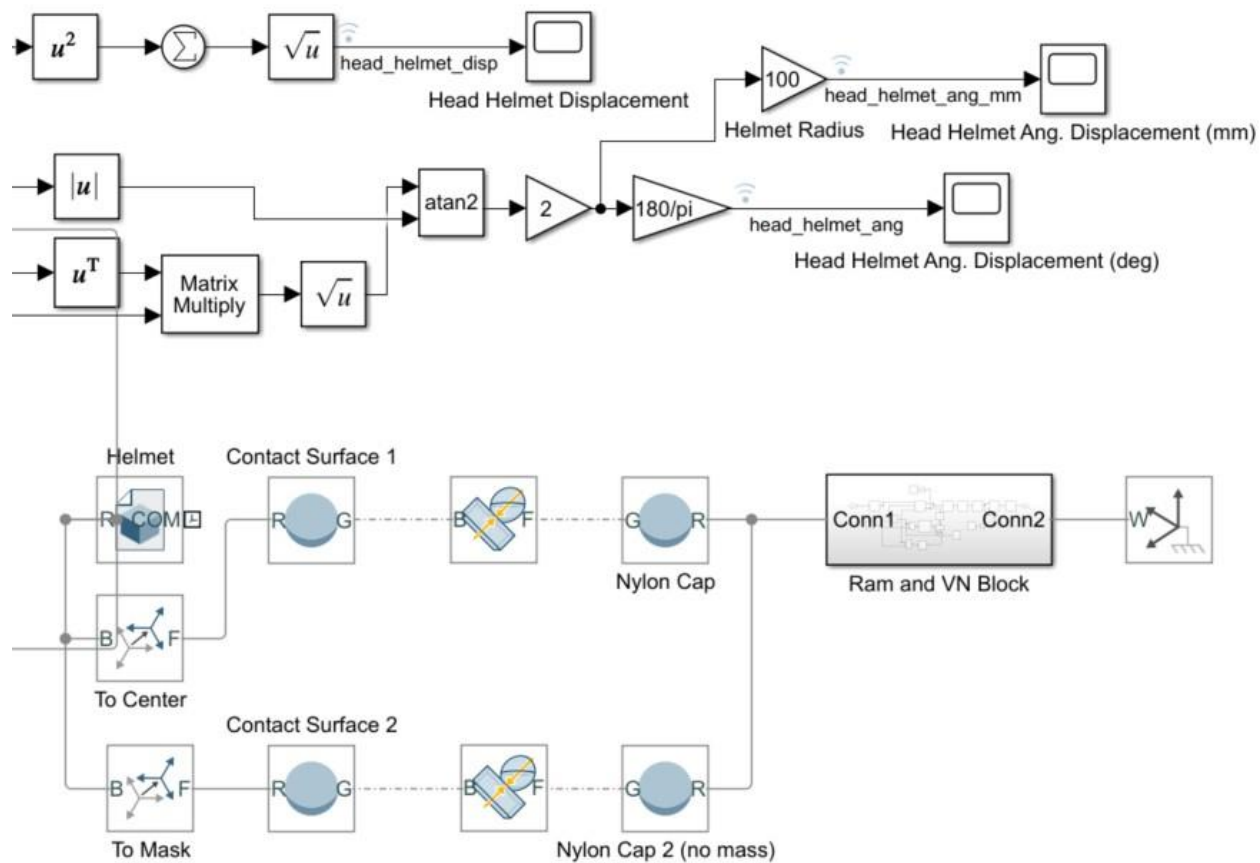 u²
Σ
√u
head_helmet_disp
Head Helmet Displacement
100
Helmet Radius
head_helmet_ang_mm
Head Helmet Ang. Displacement (mm)
|u|
atan2
2
180/pi
head_helmet_ang
Head Helmet Ang. Displacement (deg)
uᵀ
Matrix
Multiply
√u
Helmet
R COM
Contact Surface 1
R G
B F
G R
Nylon Cap
Conn1 Conn2
Ram and VN Block
W
B F
To Center
Contact Surface 2
B F
To Mask
R G
B F
G R
Nylon Cap 2 (no mass)